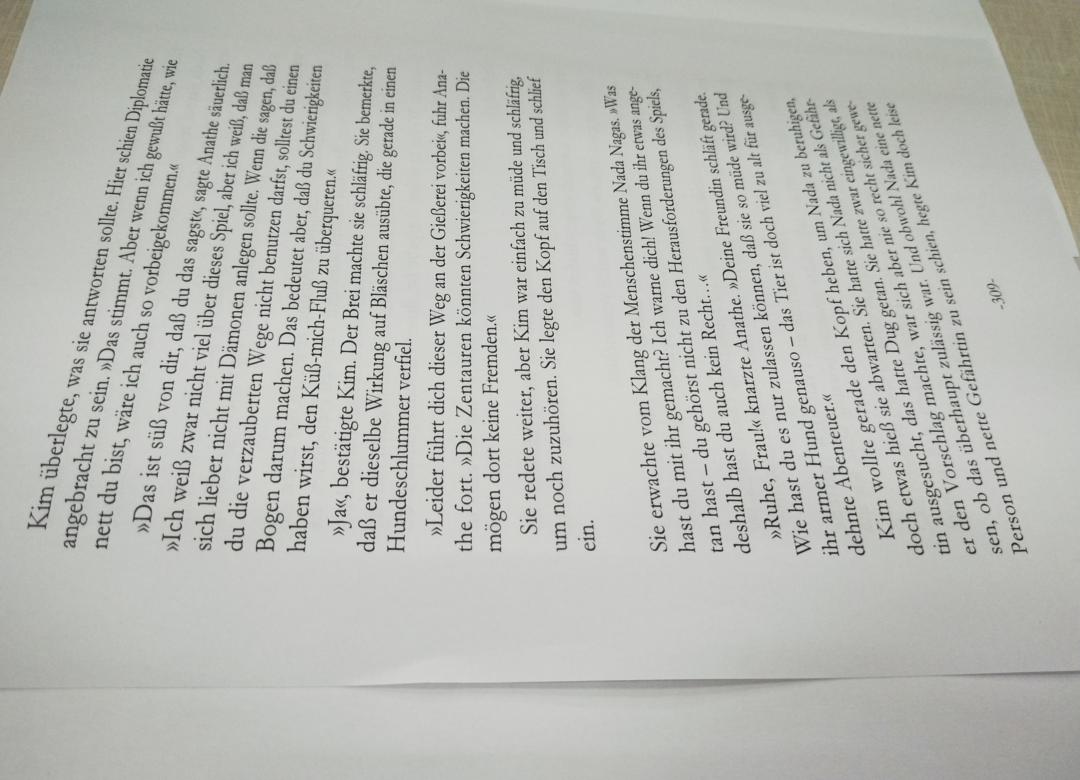 Kim überlegte, was sie antworten sollte. Hier schien Diplomatie
angebracht zu sein. »Das stimmt. Aber wenn ich gewußt hätte, wie
nett du bist, wäre ich auch so vorbeigekommen.«
»Das ist süß von dir, daß du das sagst«, sagte Anathe säuerlich.
»Ich weiß zwar nicht viel über dieses Spiel, aber ich weiß, daß man
sich lieber nicht mit Dämonen anlegen sollte. Wenn die sagen, daß
du die verzauberten Wege nicht benutzen darfst, solltest du einen
Bogen darum machen. Das bedeutet aber, daß du Schwierigkeiten
haben wirst, den Küß-mich-Fluß zu überqueren.«
»Ja«, bestätigte Kim. Der Brei machte sie schläfrig. Sie bemerkte,
daß er dieselbe Wirkung auf Bläschen ausübte, die gerade in einen
Hundeschlummer verfiel.
»Leider führt dich dieser Weg an der Gießerei vorbei«, fuhr Ana-
the fort. »Die Zentauren könnten Schwierigkeiten machen. Die
mögen dort keine Fremden.«
Sie redete weiter, aber Kim war einfach zu müde und schläfrig,
um noch zuzuhören. Sie legte den Kopf auf den Tisch und schlief
ein.
Sie erwachte vom Klang der Menschenstimme Nada Nagas. »Was
hast du mit ihr gemacht? Ich warne dich! Wenn du ihr etwas ange-
tan hast – du gehörst nicht zu den Herausforderungen des Spiels,
deshalb hast du auch kein Recht...«
»Ruhe, Frau!« knarzte Anathe. »Deine Freundin schläft gerade.
Wie hast du es nur zulassen können, daß sie so müde wird? Und
ihr armer Hund genauso – das Tier ist doch viel zu alt für ausge-
dehnte Abenteuer.«
Kim wollte gerade den Kopf heben, um Nada zu beruhigen,
doch etwas hieß sie abwarten. Sie hatte sich Nada nicht als Gefähr-
tin ausgesucht, das hatte Dug getan. Sie hatte zwar eingewilligt, als
er den Vorschlag machte, war sich aber nie so recht sicher gewe-
sen, ob das überhaupt zulässig war. Und obwohl Nada eine nette
Person und nette Gefährtin zu sein schien, hegte Kim doch leise
-309-